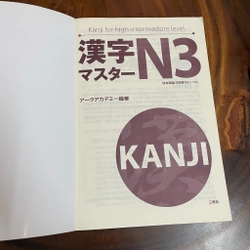 Kanji for high-intermediate level
漢字
マスター N3
アークアカデミー編著
KANJI
三修社